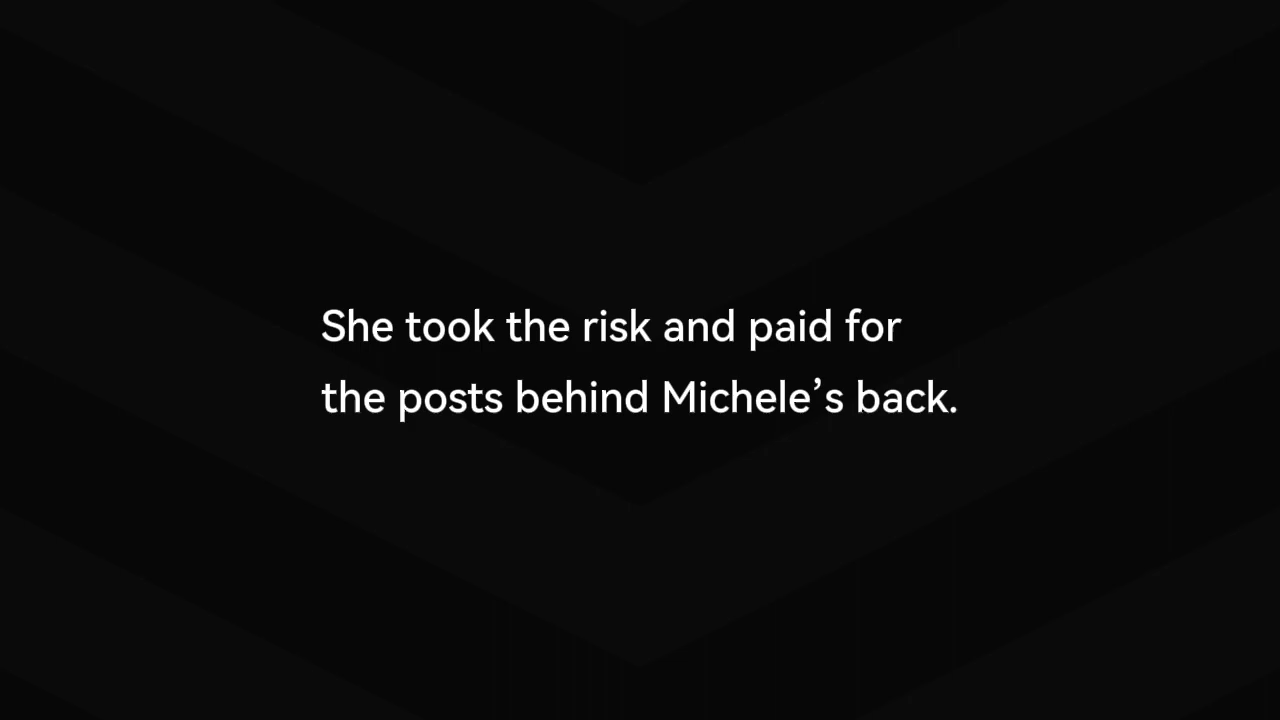 She took the risk and paid for
the posts behind Michele’s back.